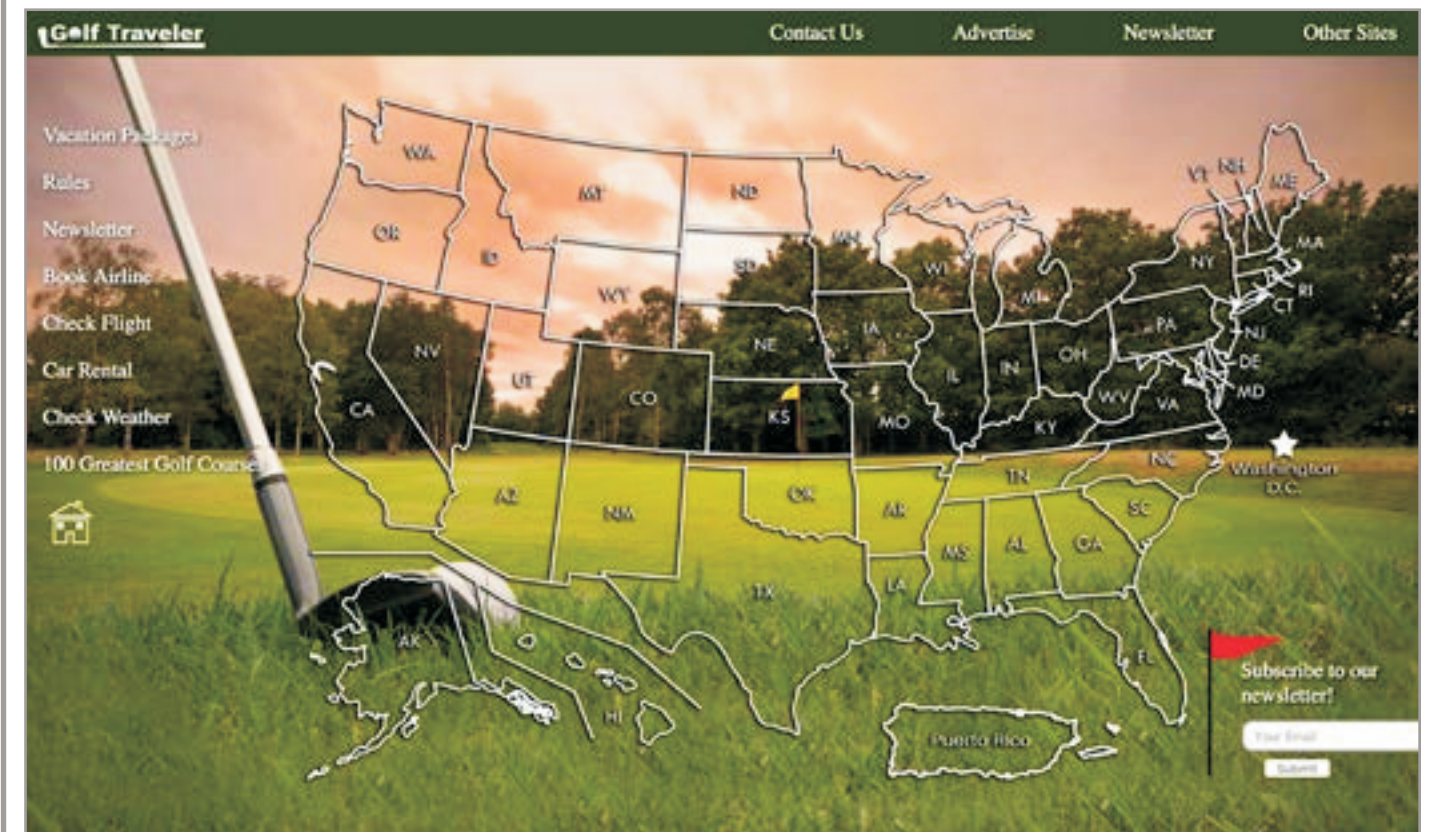 Golf Traveler
Contact Us
Advertise
Newsletter
Other Sites
Vacation Packages
Rules
Newsletter
Book Airline
Check Flight
Car Rental
Check Weather
100 Greatest Golf Course
WA
OR
ID
MT
ND
SD
WY
NE
NV
UT
CO
KS
CA
AZ
NM
OK
TX
MN
IA
MO
AR
LA
WI
IL
MI
IN
OH
KY
TN
MS
AL
GA
FL
SC
NC
VA
WV
PA
NY
VT
NH
ME
MA
RI
CT
NJ
DE
MD
Washington
D.C.
AK
HI
Puerto Rico
Subscribe to our
newsletter!
Your Email
Submit